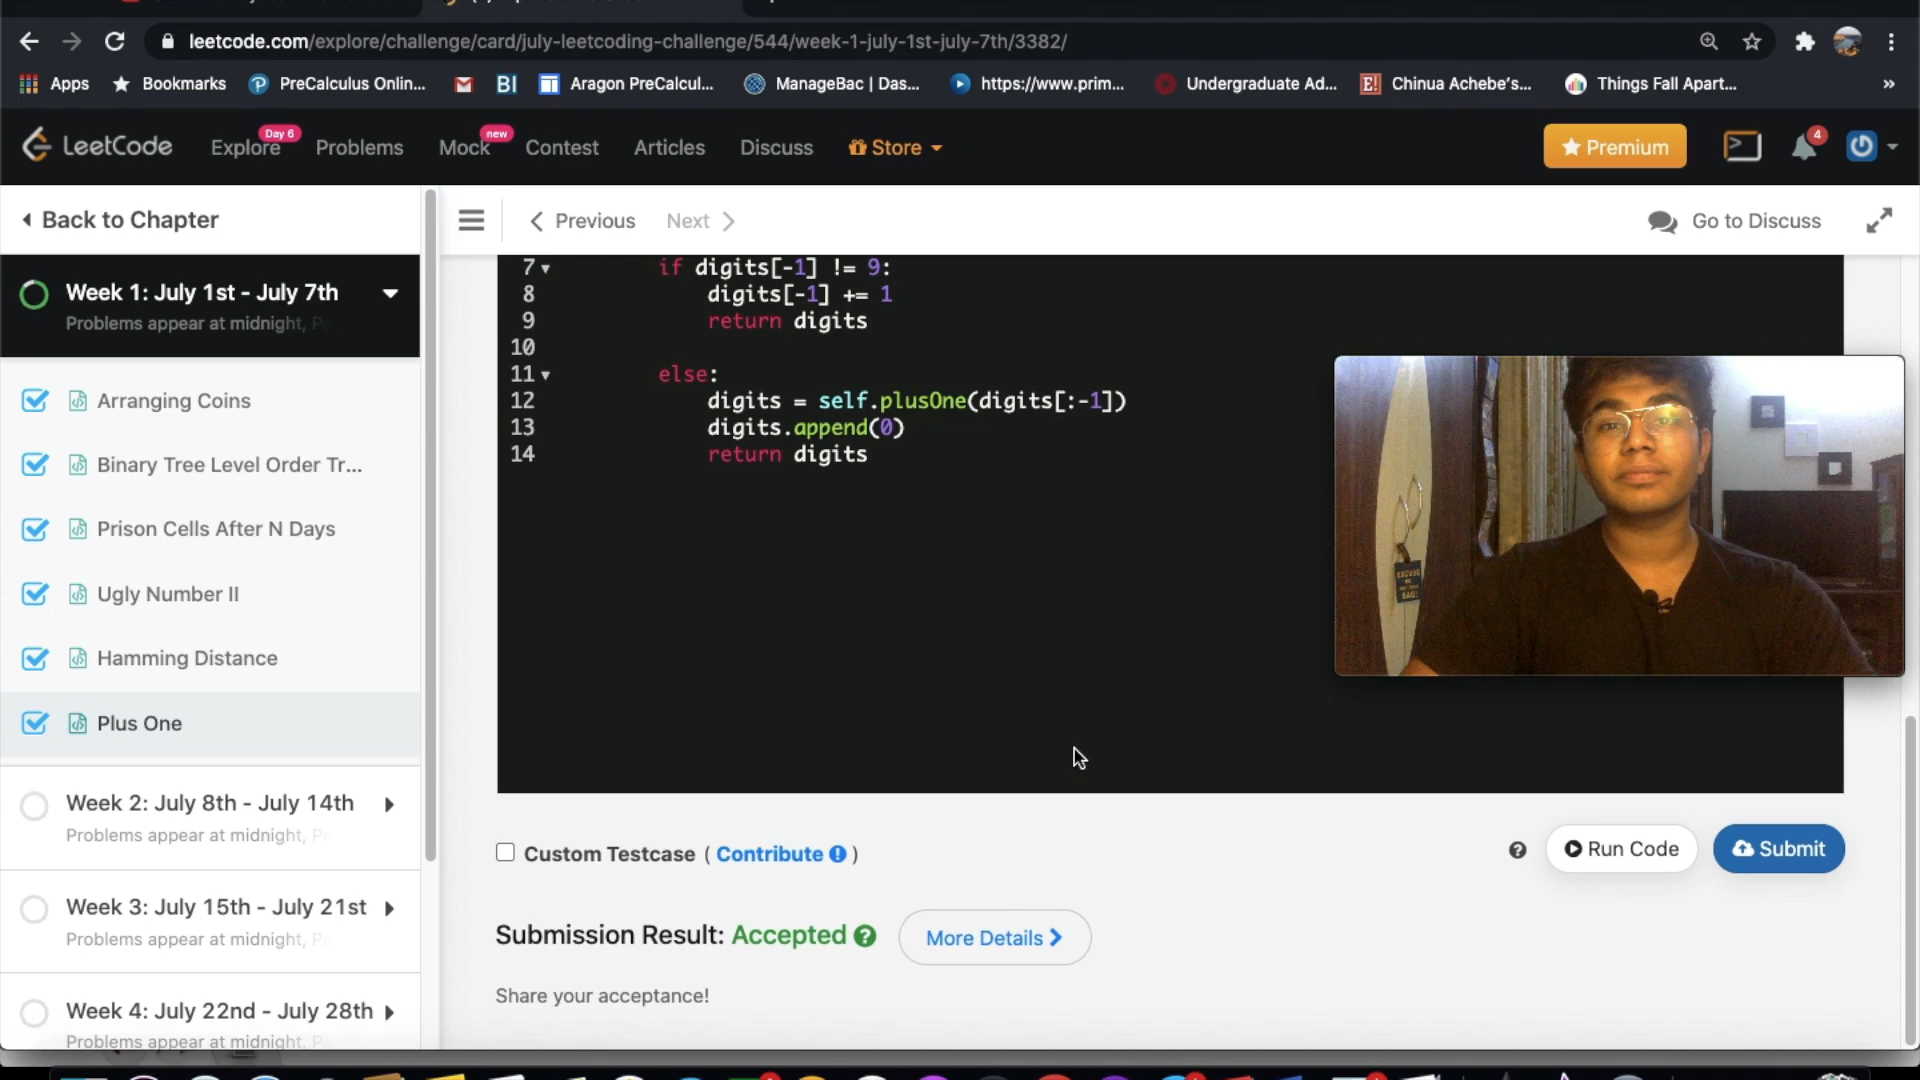 leetcode.com/explore/challenge/card/july-leetcoding-challenge/544/week-1-july-1st-july-7th/3382/
Apps Bookmarks PreCalculus Onlin... BI Aragon PreCalcul... ManageBac | Das... https://www.prim... Undergraduate Ad... E! Chinua Achebe's... Things Fall Apart... »
LeetCode Explore Day 6 Problems Mock new Contest Articles Discuss Store Premium 4
Back to Chapter
Previous Next Go to Discuss
Week 1: July 1st - July 7th
Problems appear at midnight,
Arranging Coins
Binary Tree Level Order Tr...
Prison Cells After N Days
Ugly Number II
Hamming Distance
Plus One
Week 2: July 8th - July 14th
Problems appear at midnight,
Week 3: July 15th - July 21st
Problems appear at midnight,
Week 4: July 22nd - July 28th
Problems appear at midnight,
7 if digits[-1] != 9:
8 digits[-1] += 1
9 return digits
10
11 else:
12 digits = self.plusOne(digits[:-1])
13 digits.append(0)
14 return digits
Custom Testcase ( Contribute )
Run Code Submit
Submission Result: Accepted More Details
Share your acceptance!